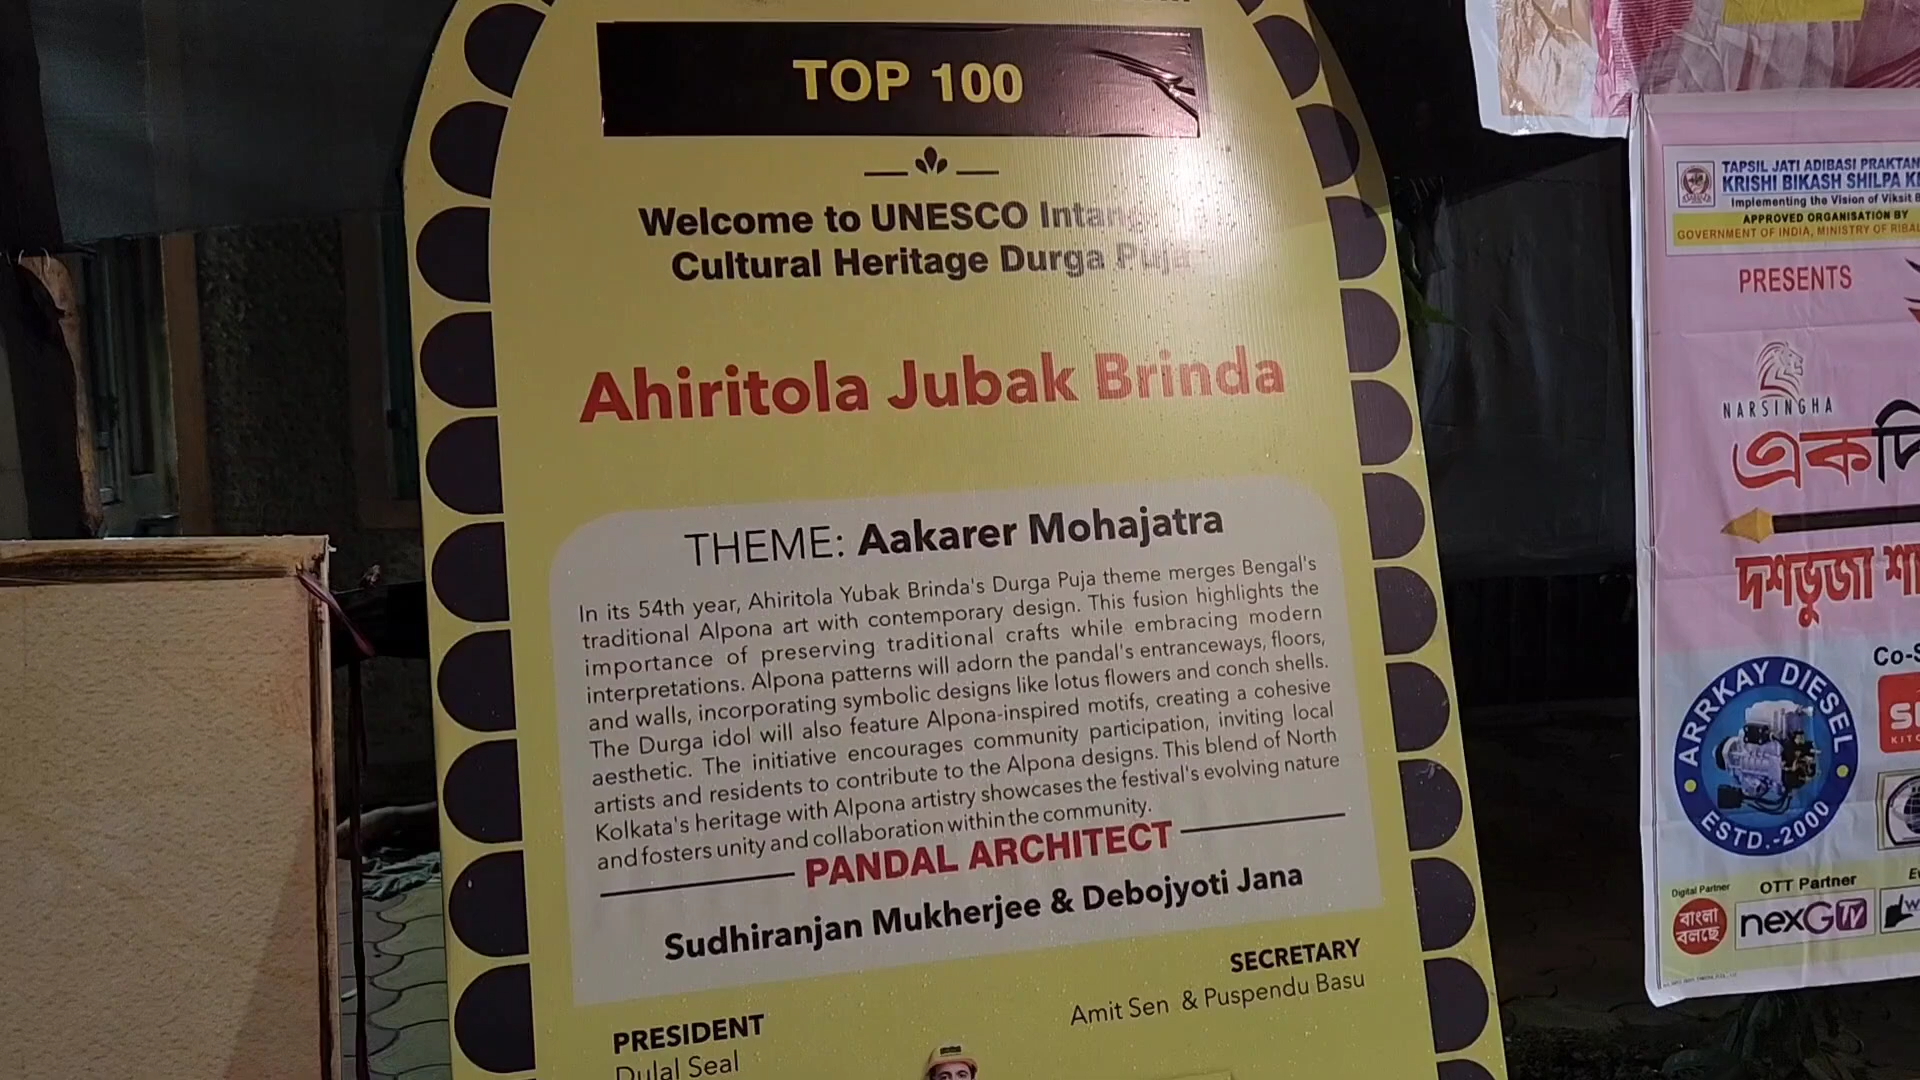 TOP 100
Welcome to UNESCO Intan
Cultural Heritage Durga Puja
Ahiritola Jubak Brinda
THEME: Aakarer Mohajatra
In its 54th year, Ahiritola Yubak Brinda's Durga Puja theme merges Bengal's
traditional Alpona art with contemporary design. This fusion highlights the
importance of preserving traditional crafts while embracing modern
interpretations. Alpona patterns will adorn the pandal's entranceways, floors,
and walls, incorporating symbolic designs like lotus flowers and conch shells.
The Durga idol will also feature Alpona-inspired motifs, creating a cohesive
aesthetic. The initiative encourages community participation, inviting local
artists and residents to contribute to the Alpona designs. This blend of North
Kolkata's heritage with Alpona artistry showcases the festival's evolving nature
and fosters unity and collaboration within the community.
PANDAL ARCHITECT
Sudhiranjan Mukherjee & Debojyoti Jana
SECRETARY
Amit Sen & Puspendu Basu
PRESIDENT
Dulal Seal
TAPSIL JATI ADIBASI PRAKTAN
KRISHI BIKASH SHILPA
Implementing the Vision of Viksit
APPROVED ORGANISATION BY
GOVERNMENT OF INDIA, MINISTRY OF
PRESENTS
NARSINGHA
দশভুজা
ARRKAY DIESEL
ESTD.-2000
Digital Partner
OTT Partner
বাংলা
বলছে
nexGTv